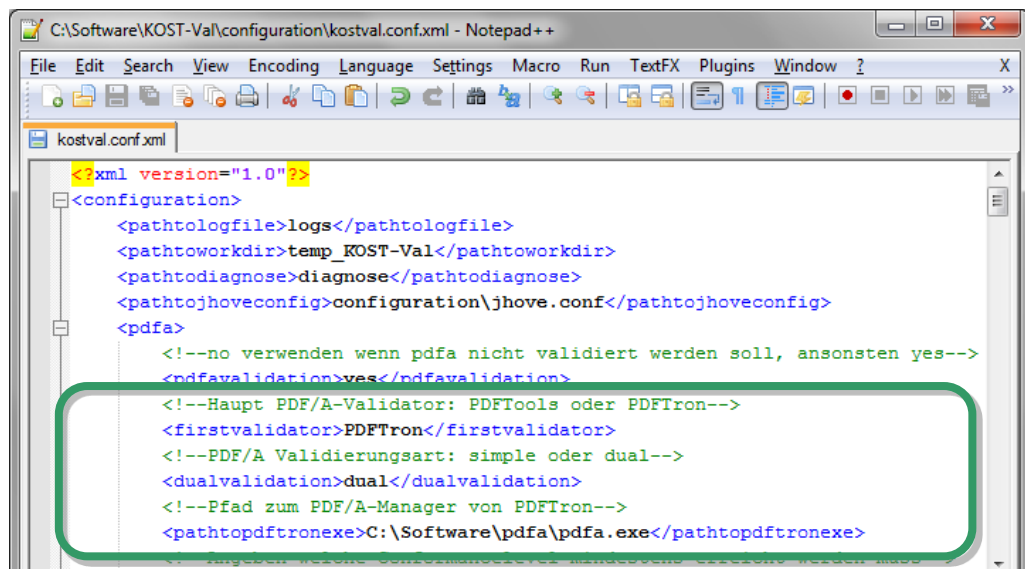 C:\Software\KOST-Val\configuration\kostval.conf.xml - Notepad++
File Edit Search View Encoding Language Settings Macro Run TextFX Plugins Window ? X
kostval.conf.xml
<?xml version="1.0"?>
<configuration>
<pathtologfile>logs</pathtologfile>
<pathtoworkdir>temp_KOST-Val</pathtoworkdir>
<pathtodiagnose>diagnose</pathtodiagnose>
<pathtojhoveconfig>configuration\jhove.conf</pathtojhoveconfig>
<pdfa>
<!--no verwenden wenn pdfa nicht validiert werden soll, ansonsten yes-->
<pdfavalidation>yes</pdfavalidation>
<!--Haupt PDF/A-Validator: PDFTools oder PDFTron-->
<firstvalidator>PDFTron</firstvalidator>
<!--PDF/A Validierungsart: simple oder dual-->
<dualvalidation>dual</dualvalidation>
<!--Pfad zum PDF/A-Manager von PDFTron-->
<pathtopdftronexe>C:\Software\pdfa\pdfa.exe</pathtopdftronexe>